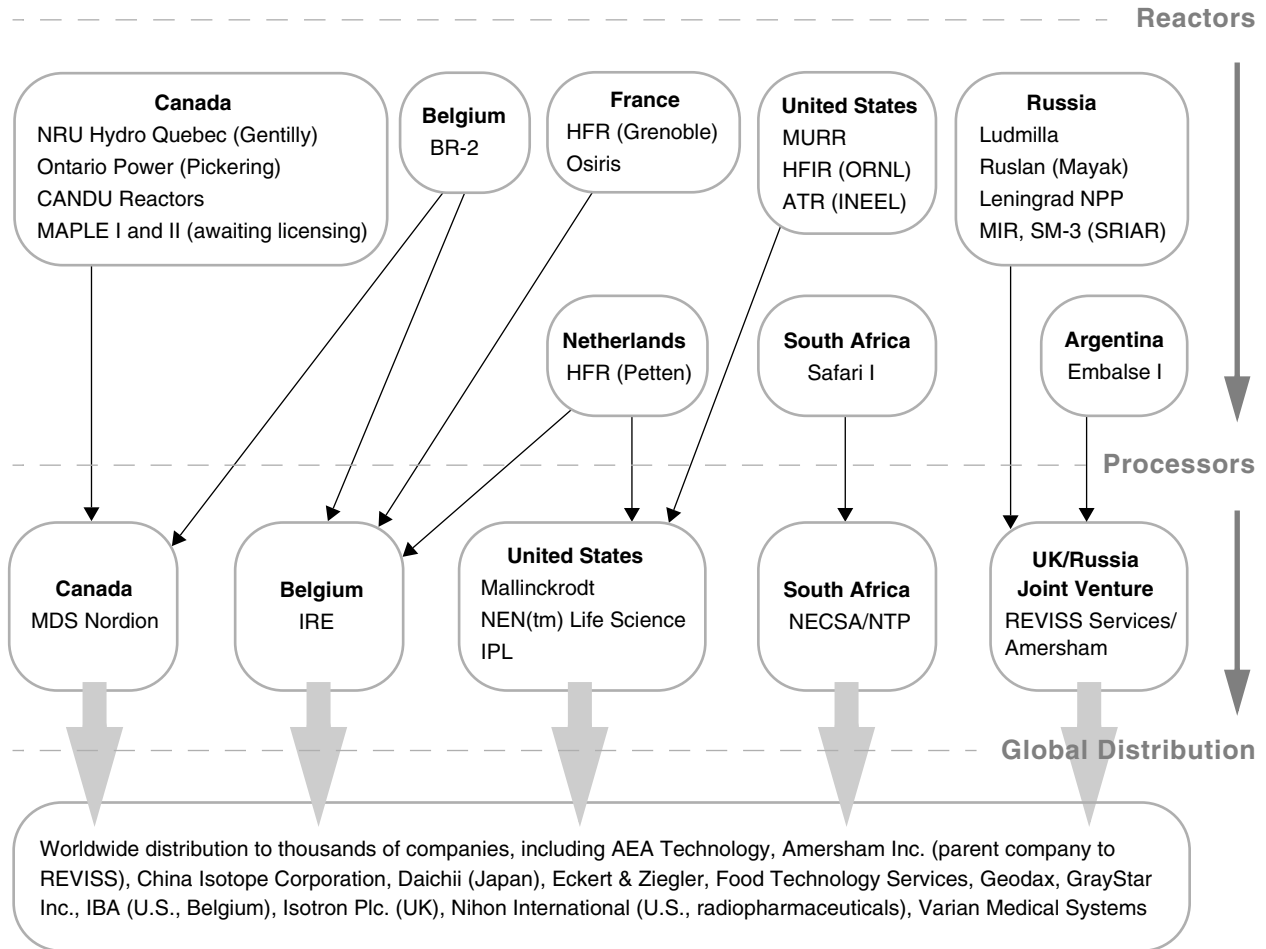 Reactors
Canada
NRU Hydro Quebec (Gentilly)
Ontario Power (Pickering)
CANDU Reactors
MAPLE I and II (awaiting licensing)
Belgium
BR-2
France
HFR (Grenoble)
Osiris
United States
MURR
HFIR (ORNL)
ATR (INEEL)
Russia
Ludmilla
Ruslan (Mayak)
Leningrad NPP
MIR, SM-3 (SRIAR)
Netherlands
HFR (Petten)
South Africa
Safari I
Argentina
Embalse I
Processors
Canada
MDS Nordion
Belgium
IRE
United States
Mallinckrodt
NEN(tm) Life Science
IPL
South Africa
NECSA/NTP
UK/Russia
Joint Venture
REVISS Services/
Amersham
Global Distribution
Worldwide distribution to thousands of companies, including AEA Technology, Amersham Inc. (parent company to
REVISS), China Isotope Corporation, Daichii (Japan), Eckert & Ziegler, Food Technology Services, Geodax, GrayStar
Inc., IBA (U.S., Belgium), Isotron Plc. (UK), Nihon International (U.S., radiopharmaceuticals), Varian Medical Systems